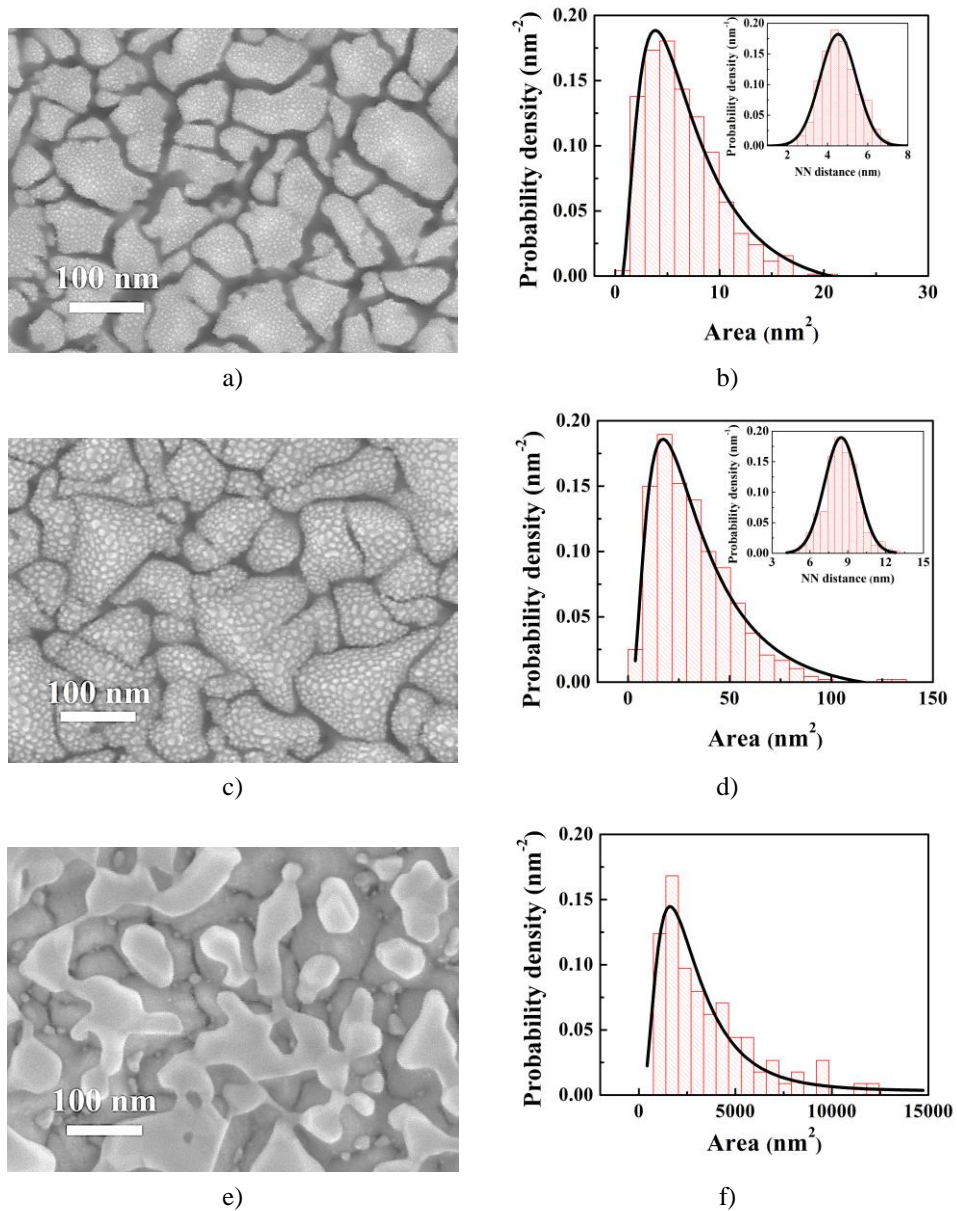 0.20
0.15
0.10
0.05
0.00
Probability density (nm⁻²)
0 10 20 30
Area (nm²)
0.20
0.15
0.10
0.05
0.00
Probability density (nm⁻¹)
2 4 6 8
NN distance (nm)
100 nm
a)
b)
0.20
0.15
0.10
0.05
0.00
Probability density (nm⁻²)
0 50 100 150
Area (nm²)
0.20
0.15
0.10
0.05
0.00
Probability density (nm⁻¹)
3 6 9 12 15
NN distance (nm)
100 nm
c)
d)
0.20
0.15
0.10
0.05
0.00
Probability density (nm⁻²)
0 5000 10000 15000
Area (nm²)
100 nm
e)
f)